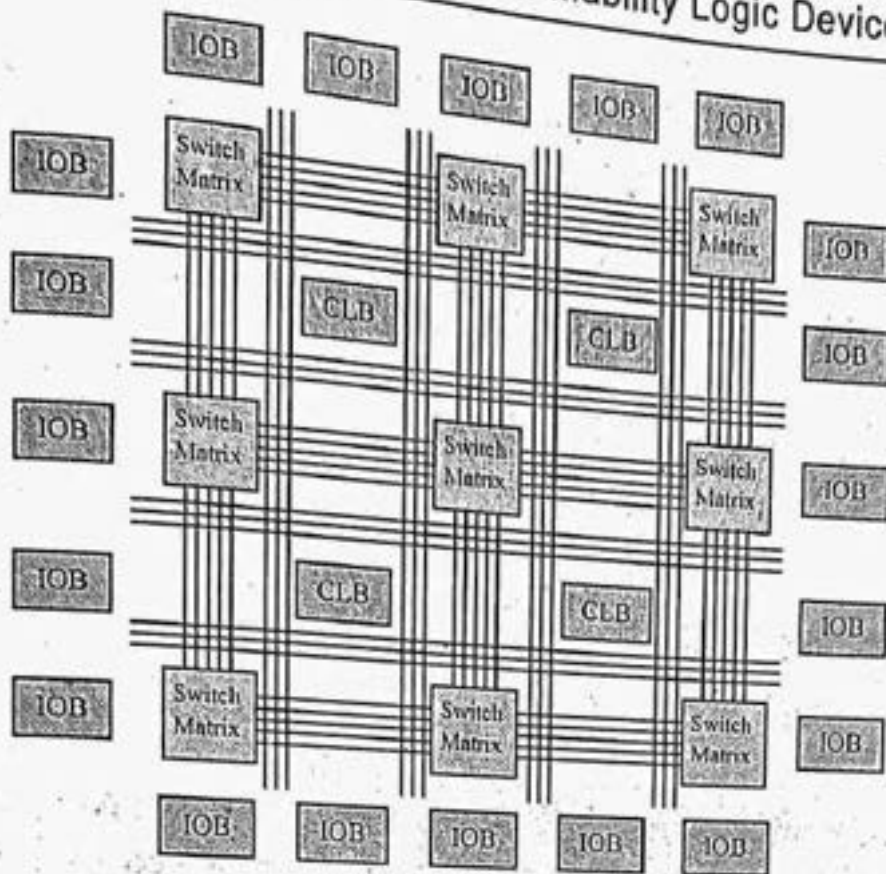 Logic Device
IOB IOB IOB IOB IOB
IOB Switch Matrix Switch Matrix Switch Matrix IOB
IOB CLB CLB IOB
IOB Switch Matrix Switch Matrix Switch Matrix IOB
IOB CLB CLB IOB
IOB Switch Matrix Switch Matrix Switch Matrix IOB
IOB IOB IOB IOB IOB